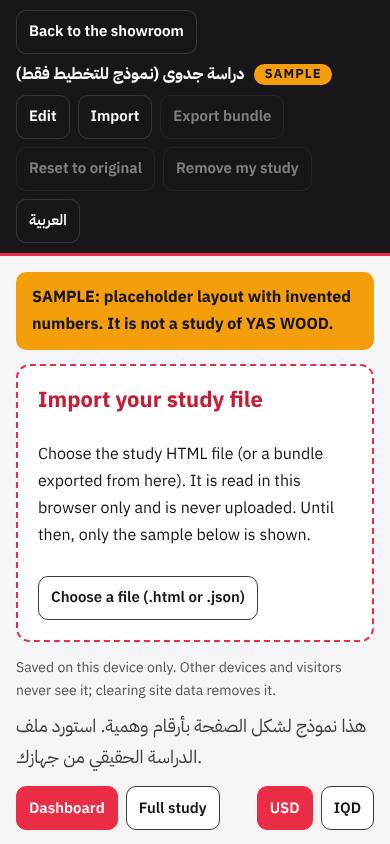 Back to the showroom
دراسة جدوى (نموذج للتخطيط فقط) SAMPLE
Edit Import Export bundle
Reset to original Remove my study
العربية
SAMPLE: placeholder layout with invented
numbers. It is not a study of YAS WOOD.
Import your study file
Choose the study HTML file (or a bundle
exported from here). It is read in this
browser only and is never uploaded. Until
then, only the sample below is shown.
Choose a file (.html or .json)
Saved on this device only. Other devices and visitors
never see it; clearing site data removes it.
هذا نموذج لشكل الصفحة بأرقام وهمية. استورد ملف
الدراسة الحقيقي من جهازك.
Dashboard Full study USD IQD